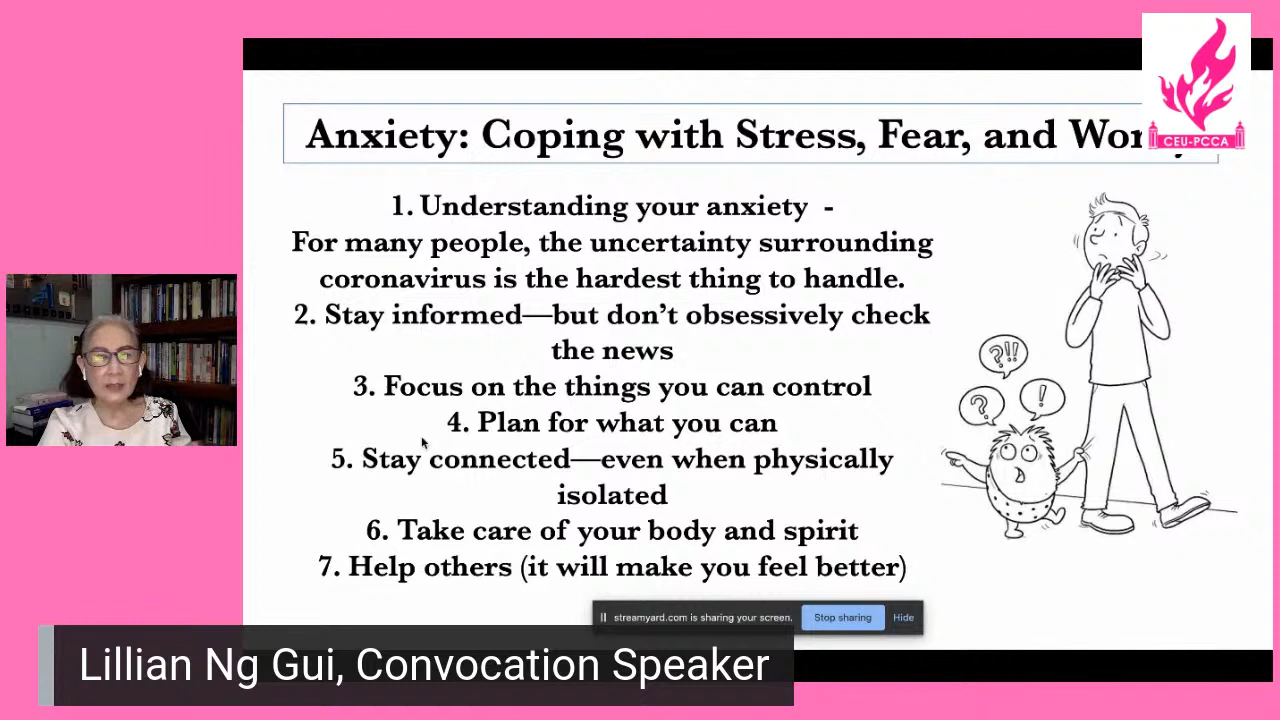 Anxiety: Coping with Stress, Fear, and
CEU-PCCA
1. Understanding your anxiety -
For many people, the uncertainty surrounding
coronavirus is the hardest thing to handle.
2. Stay informed—but don't obsessively check
the news
3. Focus on the things you can control
4. Plan for what you can
5. Stay connected—even when physically
isolated
6. Take care of your body and spirit
7. Help others (it will make you feel better)
?!!
?
!
streamyard.com is sharing your screen.
Stop sharing
Hide
Lillian Ng Gui, Convocation Speaker